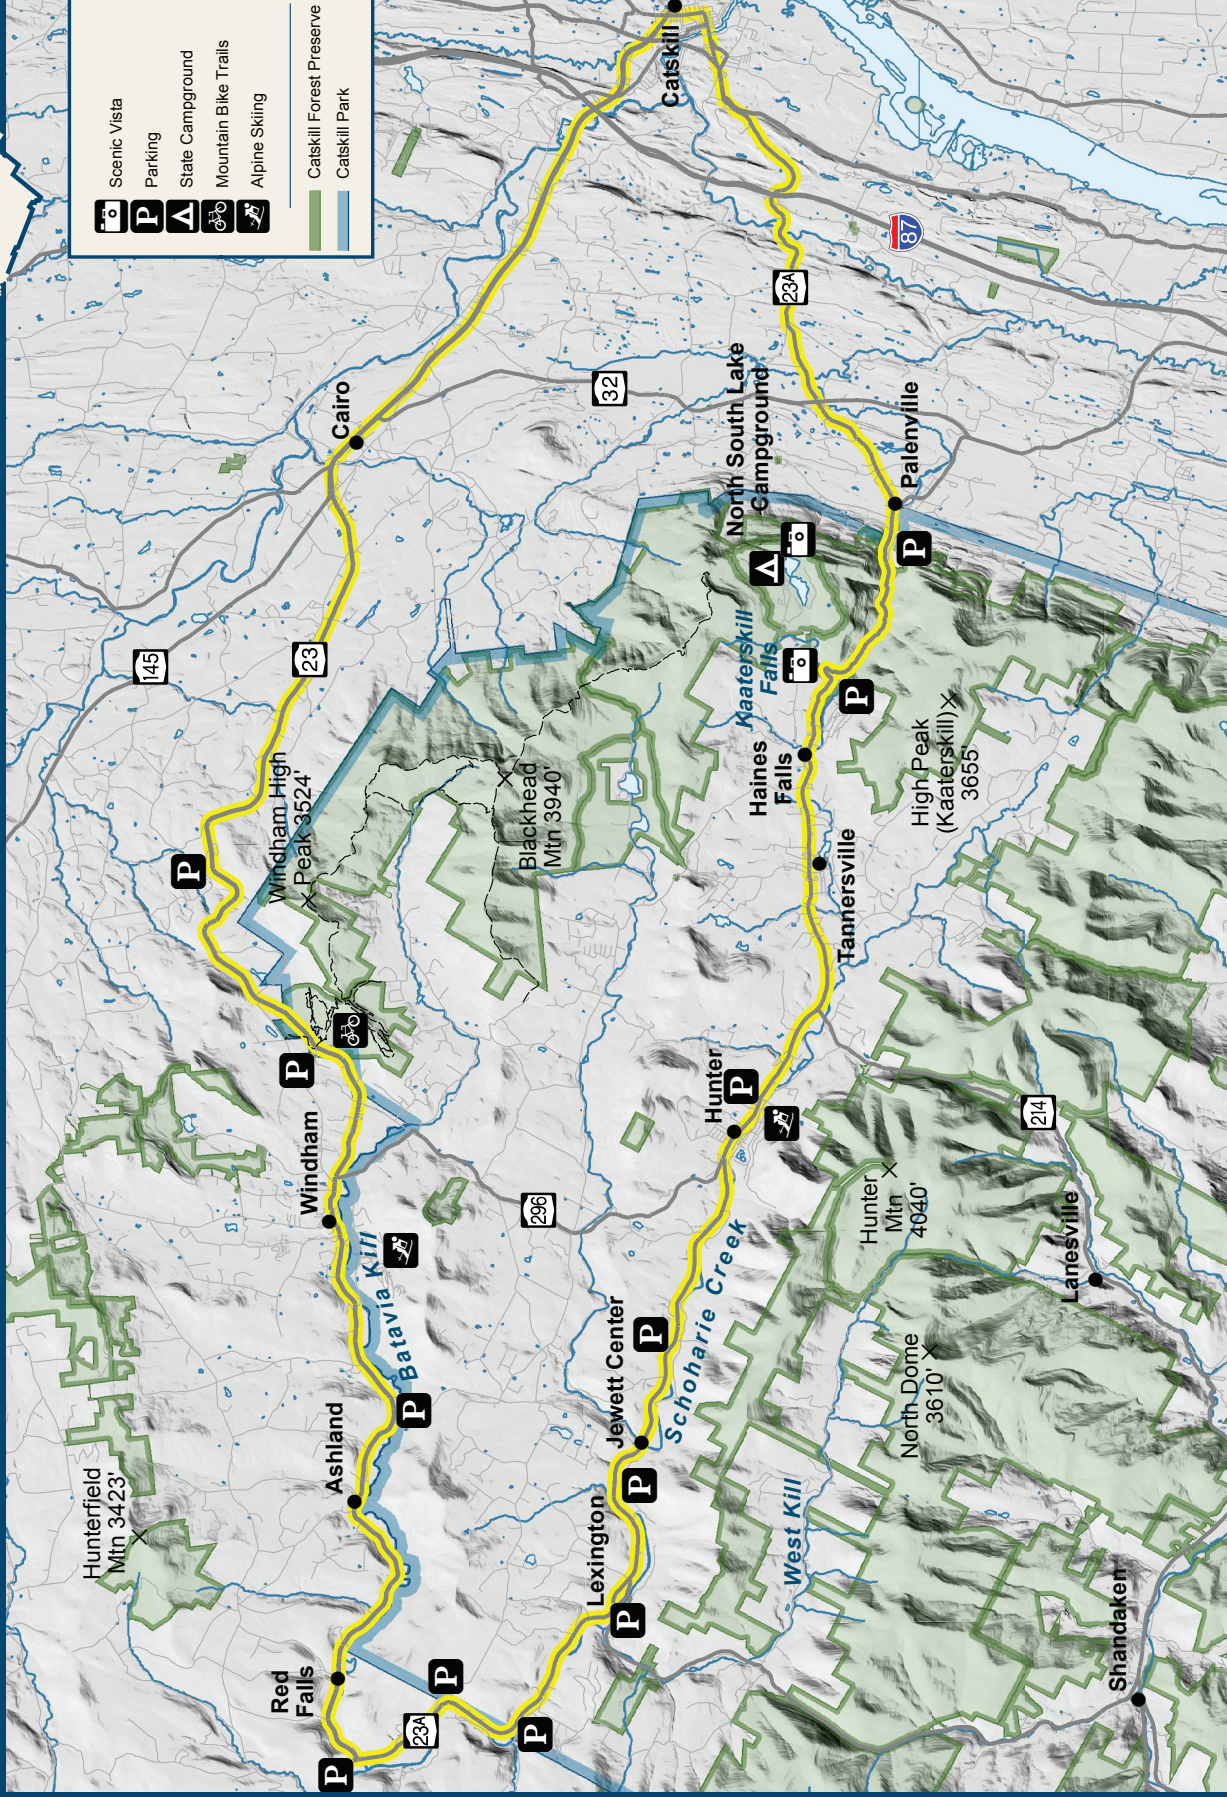 Scenic Vista
Parking
State Campground
Mountain Bike Trails
Alpine Skiing
Catskill Forest Preserve
Catskill Park
P
P
Δ
Hunterfield
Mtn 3423'
Red
Falls
P
23A
P
P
Ashland
P
Batavia Kill
Windham
P
P
Windham High
Peak 3524'
145
23
Cairo
32
Catskill
87
23A
North South Lake
Campground
Δ
Palenville
P
Kaaterskill
Falls
P
Haines
Falls
High Peak
(Kaaterskill)
3655'
Blackhead
Mtn 3940'
Tannersville
Hunter
P
296
214
Hunter
Mtn
4040'
Lanesville
Jewett Center
P
Schoharie Creek
P
Lexington
P
North Dome
3610'
West Kill
Shandaken